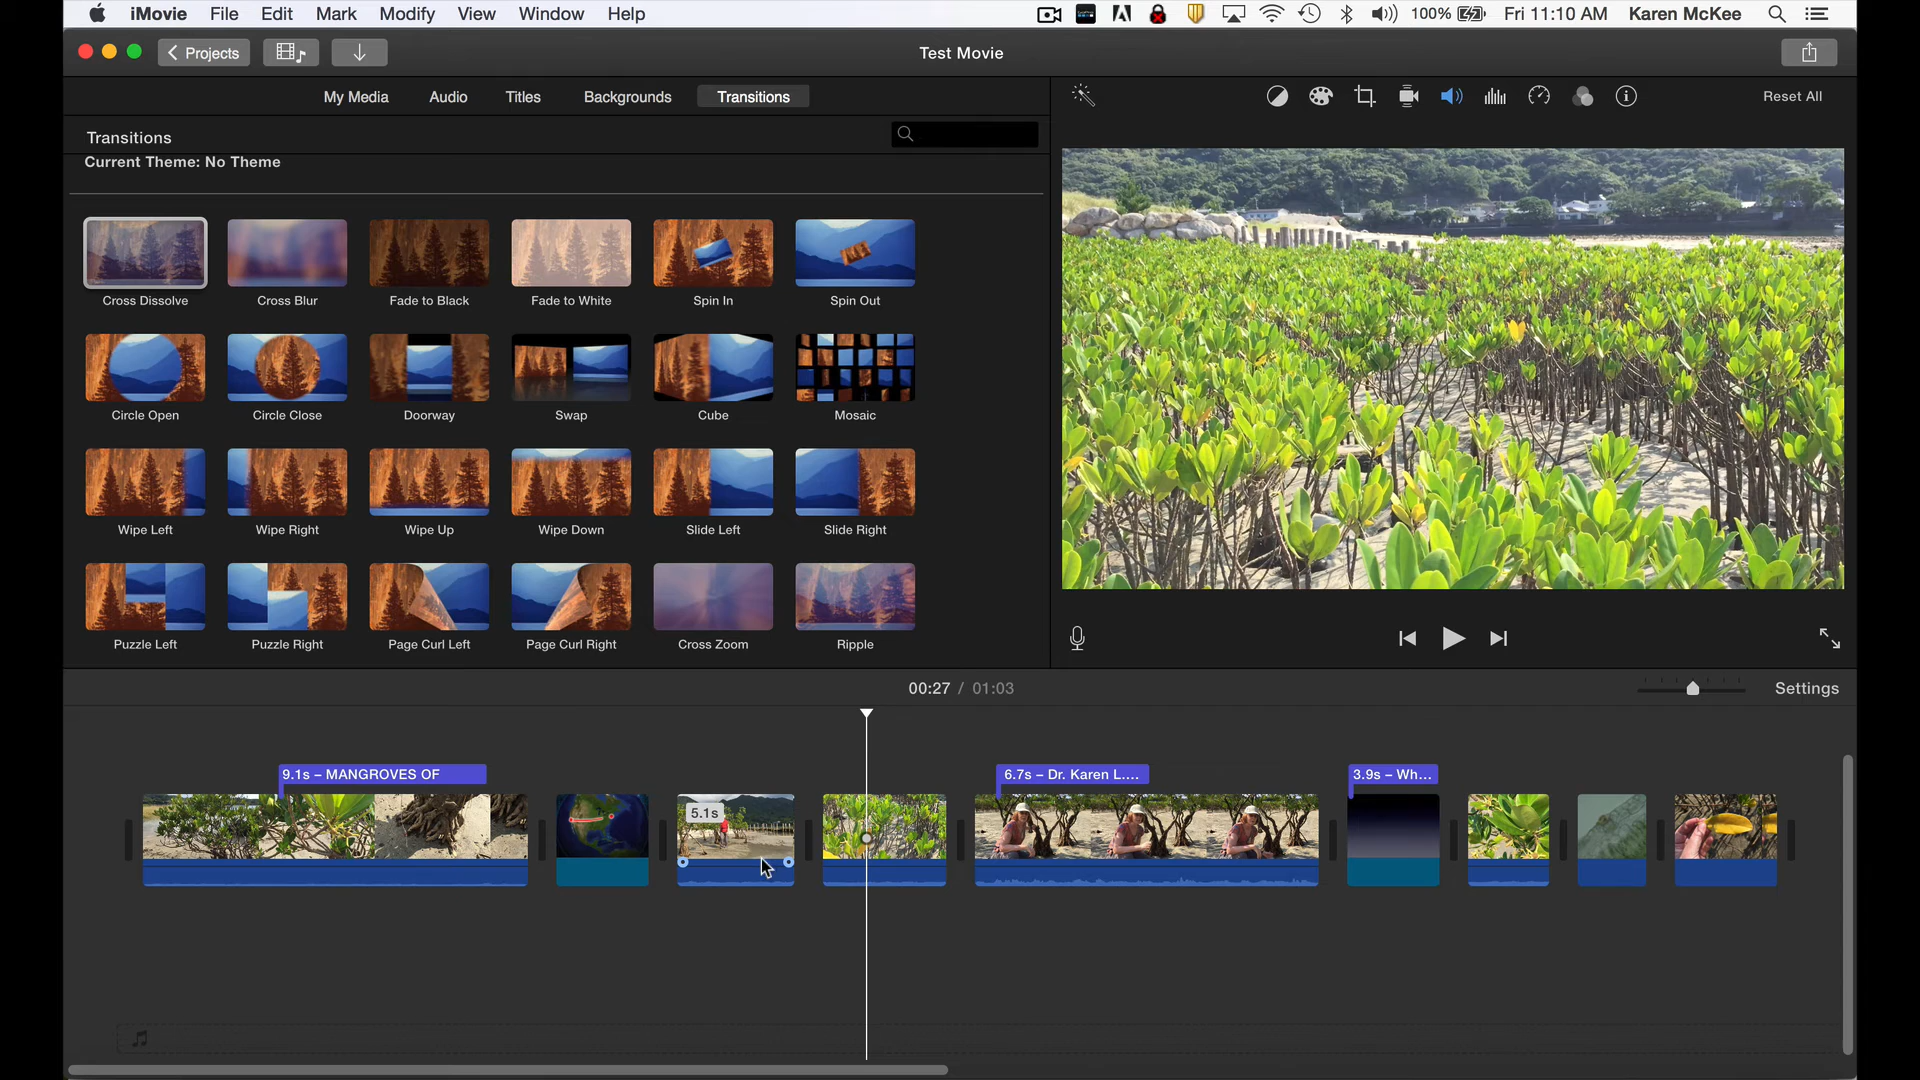 iMovie File Edit Mark Modify View Window Help 100% Fri 11:10 AM Karen McKee
Projects Test Movie
My Media Audio Titles Backgrounds Transitions Reset All
Transitions
Current Theme: No Theme
Cross Dissolve Cross Blur Fade to Black Fade to White Spin In Spin Out
Circle Open Circle Close Doorway Swap Cube Mosaic
Wipe Left Wipe Right Wipe Up Wipe Down Slide Left Slide Right
Puzzle Left Puzzle Right Page Curl Left Page Curl Right Cross Zoom Ripple
00:27 / 01:03 Settings
9.1s – MANGROVES OF 6.7s – Dr. Karen L.... 3.9s – Wh...
5.1s